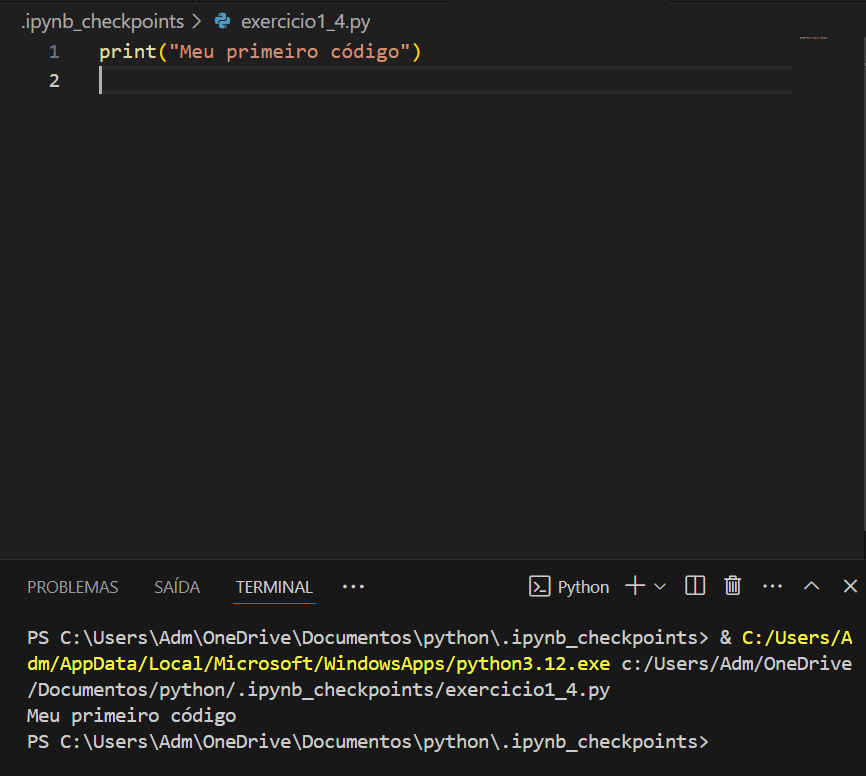 .ipynb_checkpoints > exercicio1_4.py
1 print("Meu primeiro código")
2
PROBLEMAS SAÍDA TERMINAL ··· Python
PS C:\Users\Adm\OneDrive\Documentos\python\.ipynb_checkpoints> & C:/Users/A
dm/AppData/Local/Microsoft/WindowsApps/python3.12.exe c:/Users/Adm/OneDrive
/Documentos/python/.ipynb_checkpoints/exercicio1_4.py
Meu primeiro código
PS C:\Users\Adm\OneDrive\Documentos\python\.ipynb_checkpoints>